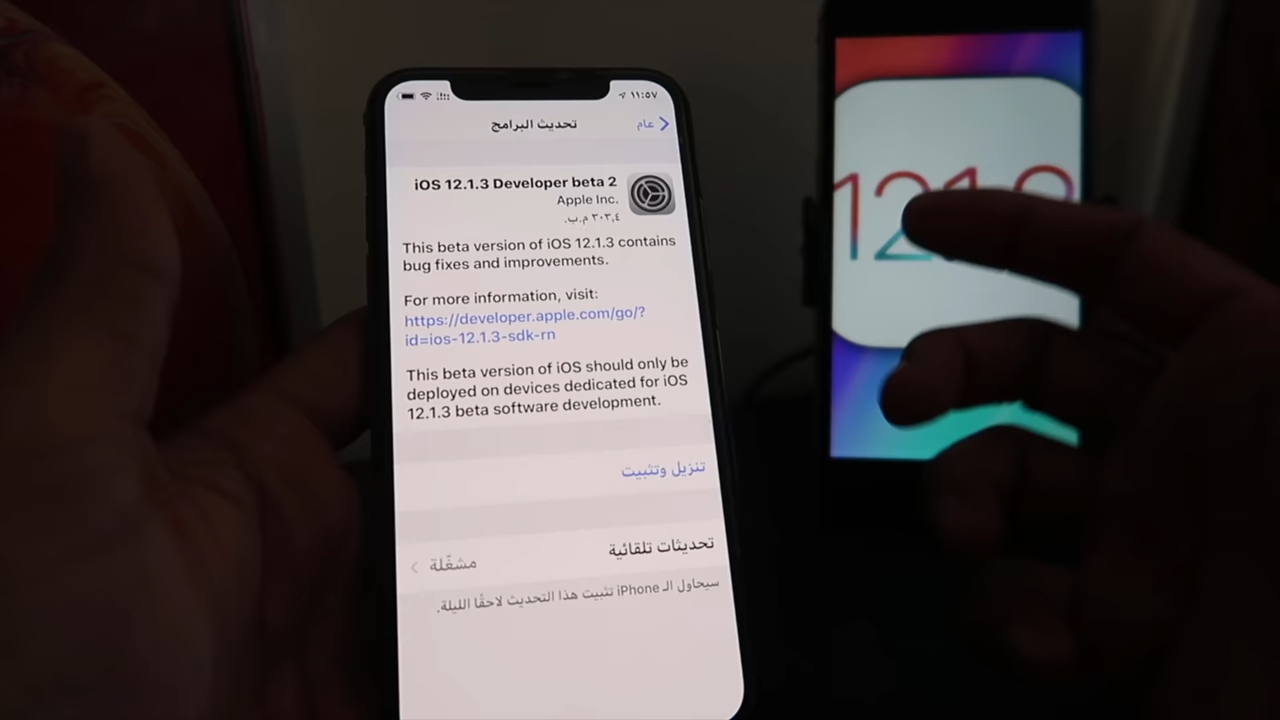 ١١:٥٧
عام
تحديث البرامج
iOS 12.1.3 Developer beta 2
Apple Inc.
٣٠٣,٤ م.ب.
This beta version of iOS 12.1.3 contains
bug fixes and improvements.
For more information, visit:
https://developer.apple.com/go/?
id=ios-12.1.3-sdk-rn
This beta version of iOS should only be
deployed on devices dedicated for iOS
12.1.3 beta software development.
تنزيل وتثبيت
تحديثات تلقائية
مشغّلة
سيحاول الـ iPhone تثبيت هذا التحديث لاحقًا الليلة.